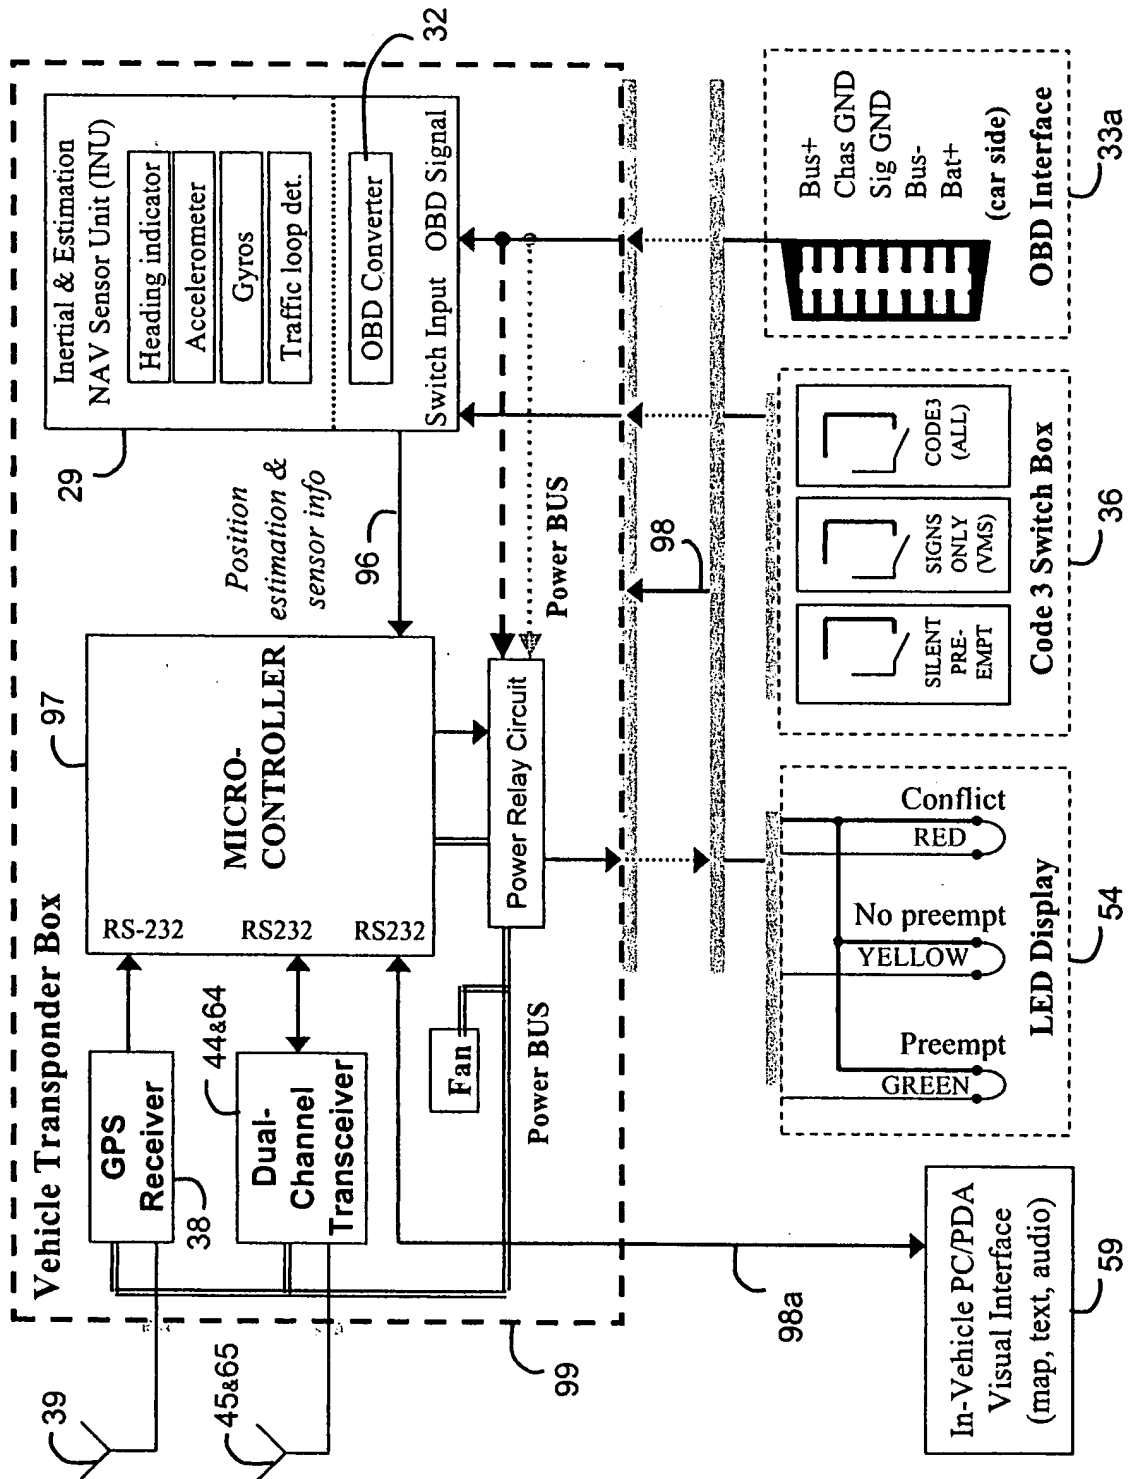 Vehicle Transponder Box
39
45&65
99
GPS
Receiver
38
44&64
Dual-
Channel
Transceiver
Fan
Power BUS
RS-232
RS232
RS232
97
MICRO-
CONTROLLER
Power Relay Circuit
Position
estimation &
sensor info
96
Power BUS
29
Inertial & Estimation
NAV Sensor Unit (INU)
Heading indicator
Accelerometer
Gyros
Traffic loop det.
OBD Converter
32
Switch Input
OBD Signal
98
98a
In-Vehicle PC/PDA
Visual Interface
(map, text, audio)
59
Preempt
GREEN
No preempt
YELLOW
Conflict
RED
LED Display
54
SILENT
PRE-
EMPT
SIGNS
ONLY
(VMS)
CODE3
(ALL)
Code 3 Switch Box
36
Bus+
Chas GND
Sig GND
Bus-
Bat+
(car side)
OBD Interface
33a